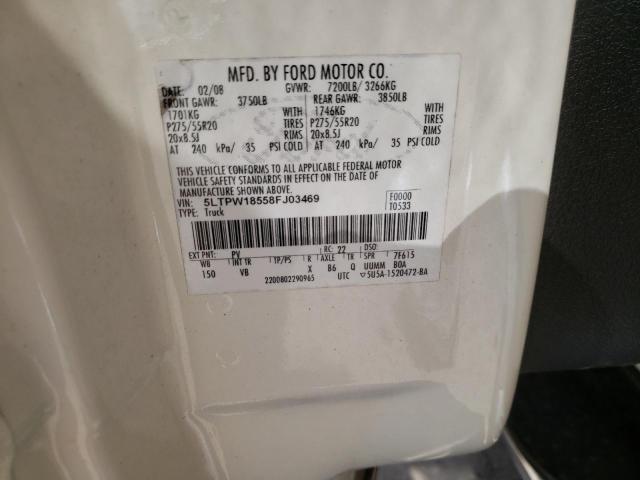 MFD. BY FORD MOTOR CO.
DATE: 02/08 GVWR: 7200LB/ 3266KG
FRONT GAWR: 3750LB REAR GAWR: 3850LB
1701KG WITH 1746KG WITH
P275/55R20 TIRES P275/55R20 TIRES
20x8.5J RIMS 20x8.5J RIMS
AT 240 kPa/ 35 PSI COLD AT 240 kPa/ 35 PSI COLD
THIS VEHICLE CONFORMS TO ALL APPLICABLE FEDERAL MOTOR
VEHICLE SAFETY STANDARDS IN EFFECT ON THE DATE OF
MANUFACTURE SHOWN ABOVE.
VIN: 5LTPW18558FJ03469 F0000
TYPE: Truck T0533
EXT PNT: PV RC: 22 DSO:
WB INT TR TP/PS R AXLE TR SPR 7F615
150 VB X B6 Q UUMM BOA
2200802290965 UTC ▽5U5A-1520472-BA